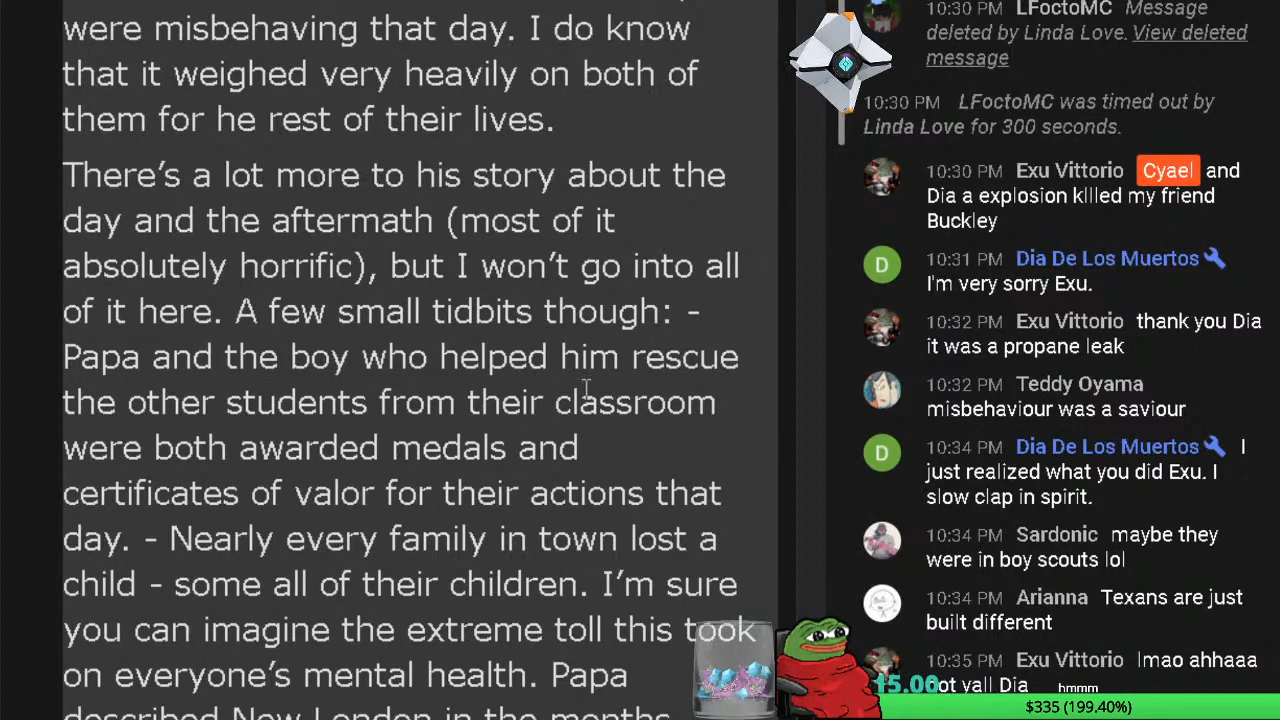 were misbehaving that day. I do know
that it weighed very heavily on both of
them for he rest of their lives.
There’s a lot more to his story about the
day and the aftermath (most of it
absolutely horrific), but I won’t go into all
of it here. A few small tidbits though: -
Papa and the boy who helped him rescue
the other students from their classroom
were both awarded medals and
certificates of valor for their actions that
day. - Nearly every family in town lost a
child - some all of their children. I’m sure
you can imagine the extreme toll this took
on everyone’s mental health. Papa
described New London in the months
10:30 PM LFoctoMC Message
deleted by Linda Love. View deleted
message
10:30 PM LFoctoMC was timed out by
Linda Love for 300 seconds.
10:30 PM Exu Vittorio Cyael and
Dia a explosion kIlled my friend
Buckley
D
10:31 PM Dia De Los Muertos
I'm very sorry Exu.
10:32 PM Exu Vittorio thank you Dia
it was a propane leak
10:32 PM Teddy Oyama
misbehaviour was a saviour
D
10:34 PM Dia De Los Muertos I
just realized what you did Exu. I
slow clap in spirit.
10:34 PM Sardonic maybe they
were in boy scouts lol
10:34 PM Arianna Texans are just
built different
10:35 PM Exu Vittorio lmao ahhaaa
yall Dia
hmmm
$335 (199.40%)